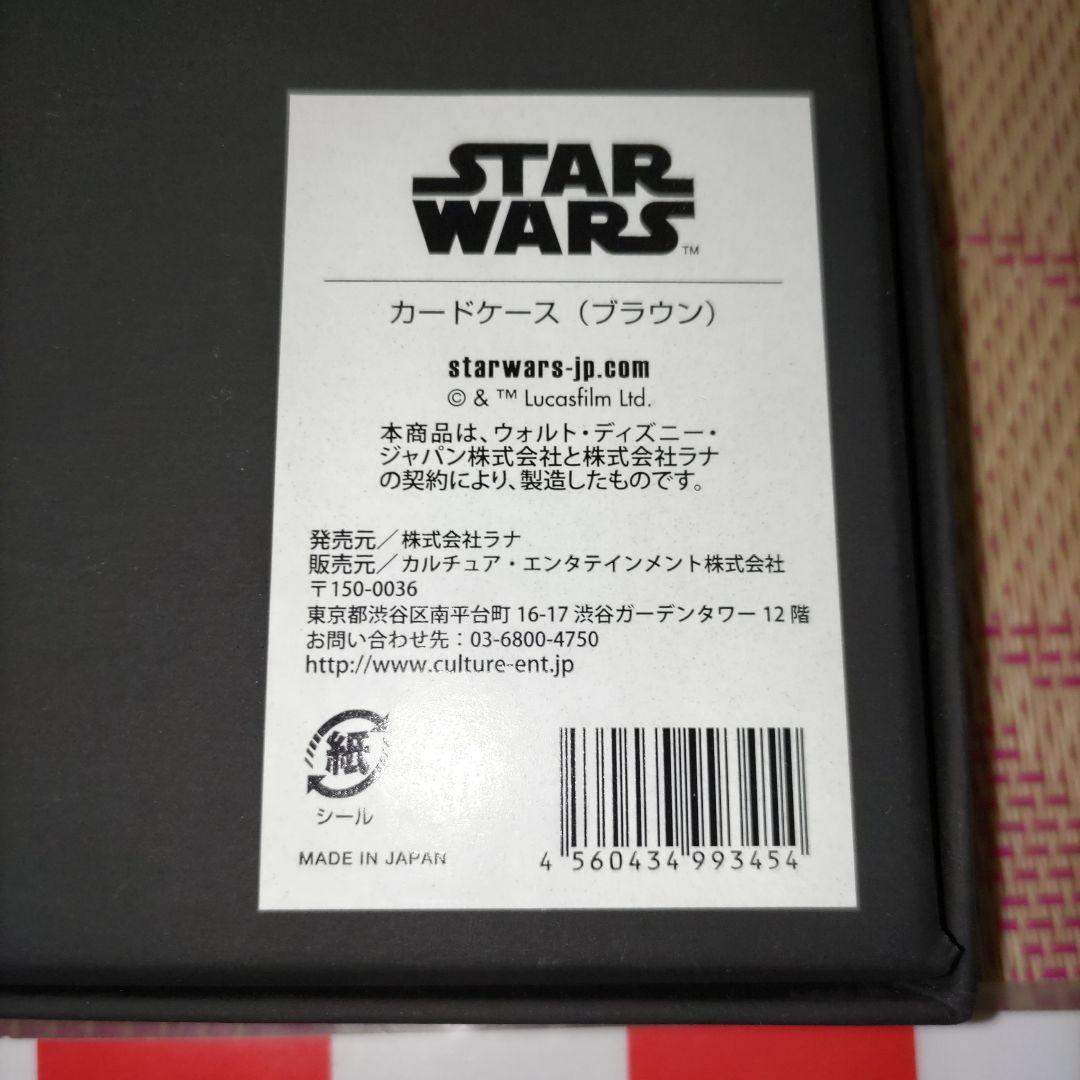 STAR
WARS™
カードケース（ブラウン）
starwars-jp.com
© & ™ Lucasfilm Ltd.
本商品は、ウォルト・ディズニー・
ジャパン株式会社と株式会社ラナ
の契約により、製造したものです。
発売元／株式会社ラナ
販売元／カルチュア・エンタテインメント株式会社
〒150-0036
東京都渋谷区南平台町 16-17 渋谷ガーデンタワー 12 階
お問い合わせ先：03-6800-4750
http://www.culture-ent.jp
紙
シール
MADE IN JAPAN
4 560434 993454